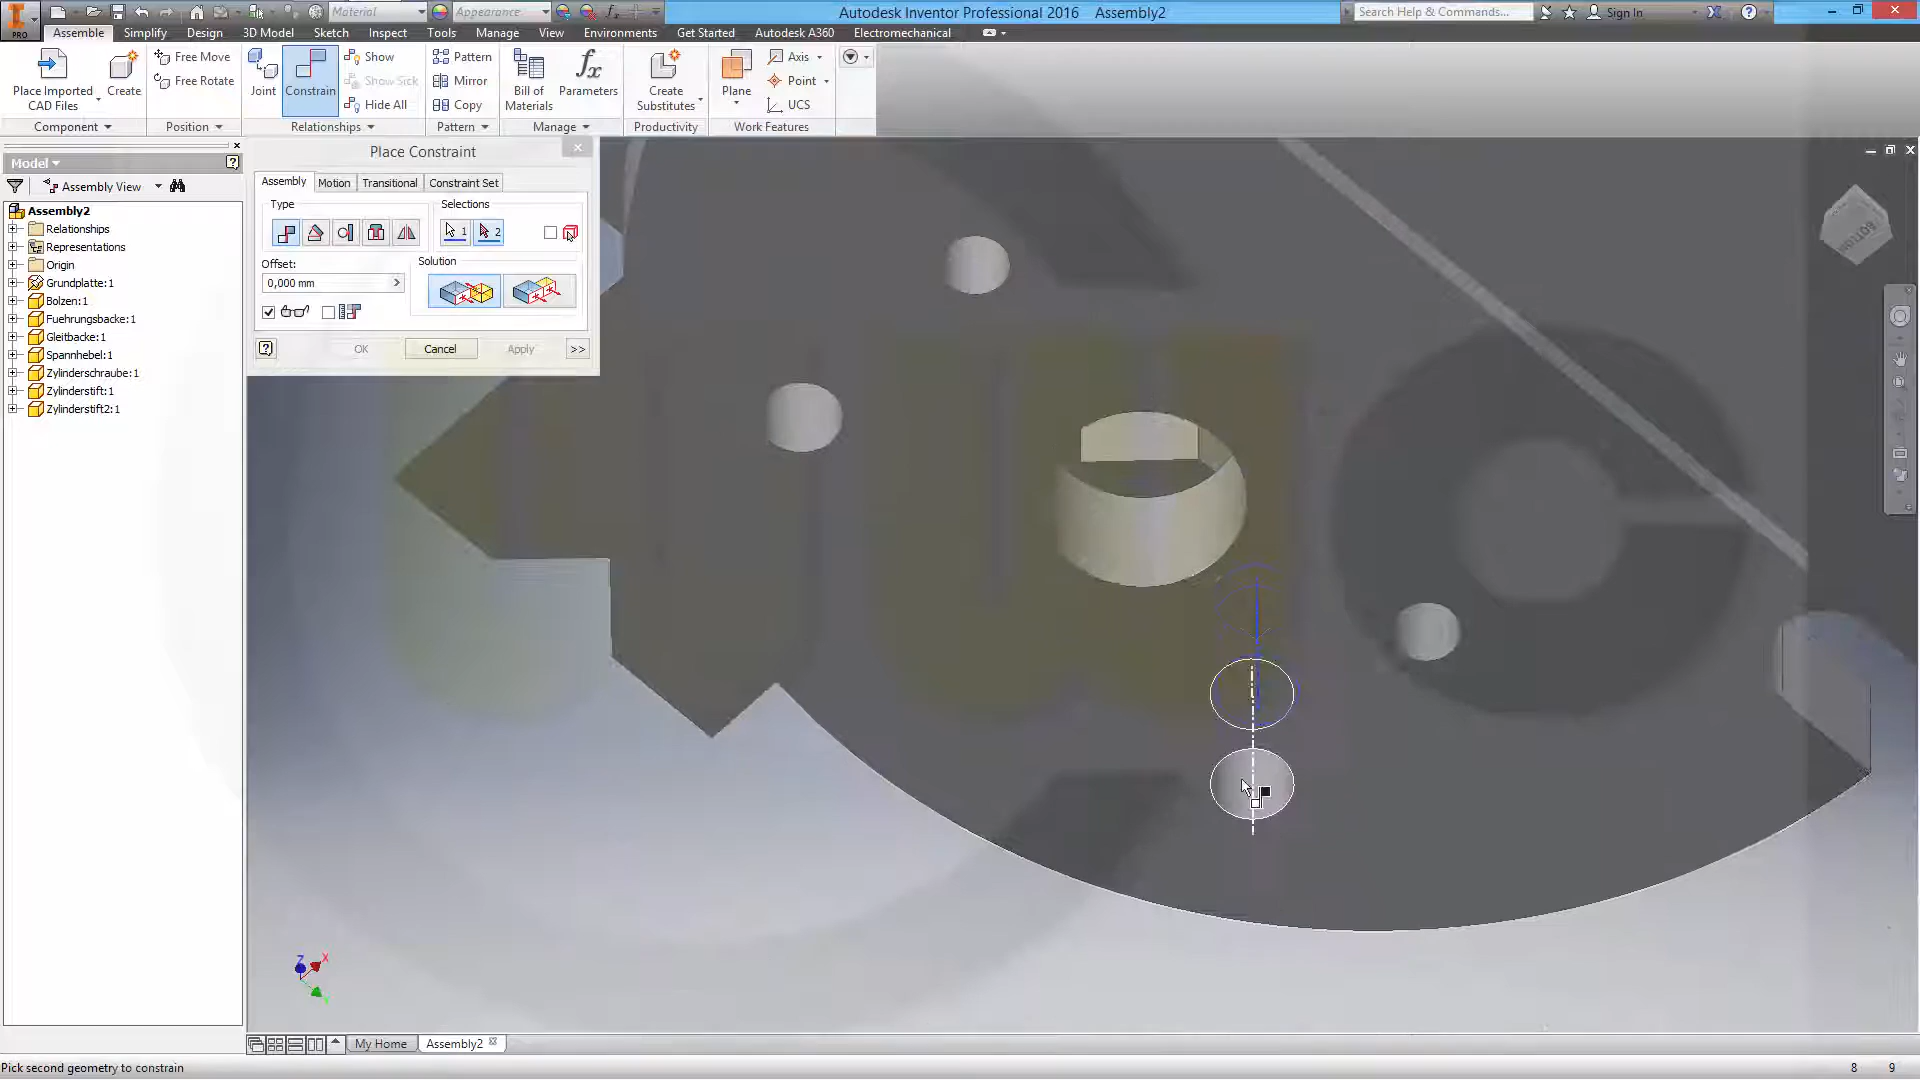 Material
Appearance
Autodesk Inventor Professional 2016 Assembly2
Search Help & Commands...
Sign In
PRO
Assemble Simplify Design 3D Model Sketch Inspect Tools Manage View Environments Get Started Autodesk A360 Electromechanical
Place Imported CAD Files
Create
Free Move
Free Rotate
Joint
Constrain
Show
Show Sick
Hide All
Pattern
Mirror
Copy
Bill of Materials
fx
Parameters
Create Substitutes
Plane
Axis
Point
UCS
Component Position Relationships Pattern Manage Productivity Work Features
Model
Assembly View
Assembly2
Relationships
Representations
Origin
Grundplatte:1
Bolzen:1
Fuehrungsbacke:1
Gleitbacke:1
Spannhebel:1
Zylinderschraube:1
Zylinderstift:1
Zylinderstift2:1
Place Constraint
Assembly Motion Transitional Constraint Set
Type
Selections
1 2
Offset:
0,000 mm
Solution
OK Cancel Apply >>
BOTTOM
Z X Y
My Home Assembly2
Pick second geometry to constrain
8 9